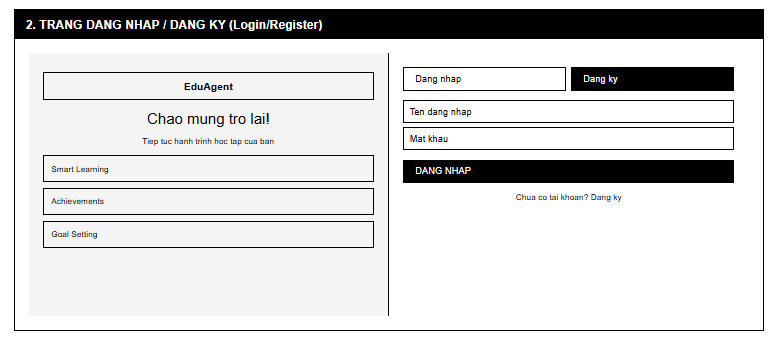 2. TRANG DANG NHAP / DANG KY (Login/Register)
EduAgent
Chao mung tro lai!
Tiep tuc hanh trinh hoc tap cua ban
Smart Learning
Achievements
Goal Setting
Dang nhap
Dang ky
Ten dang nhap
Mat khau
DANG NHAP
Chua co tai khoan? Dang ky